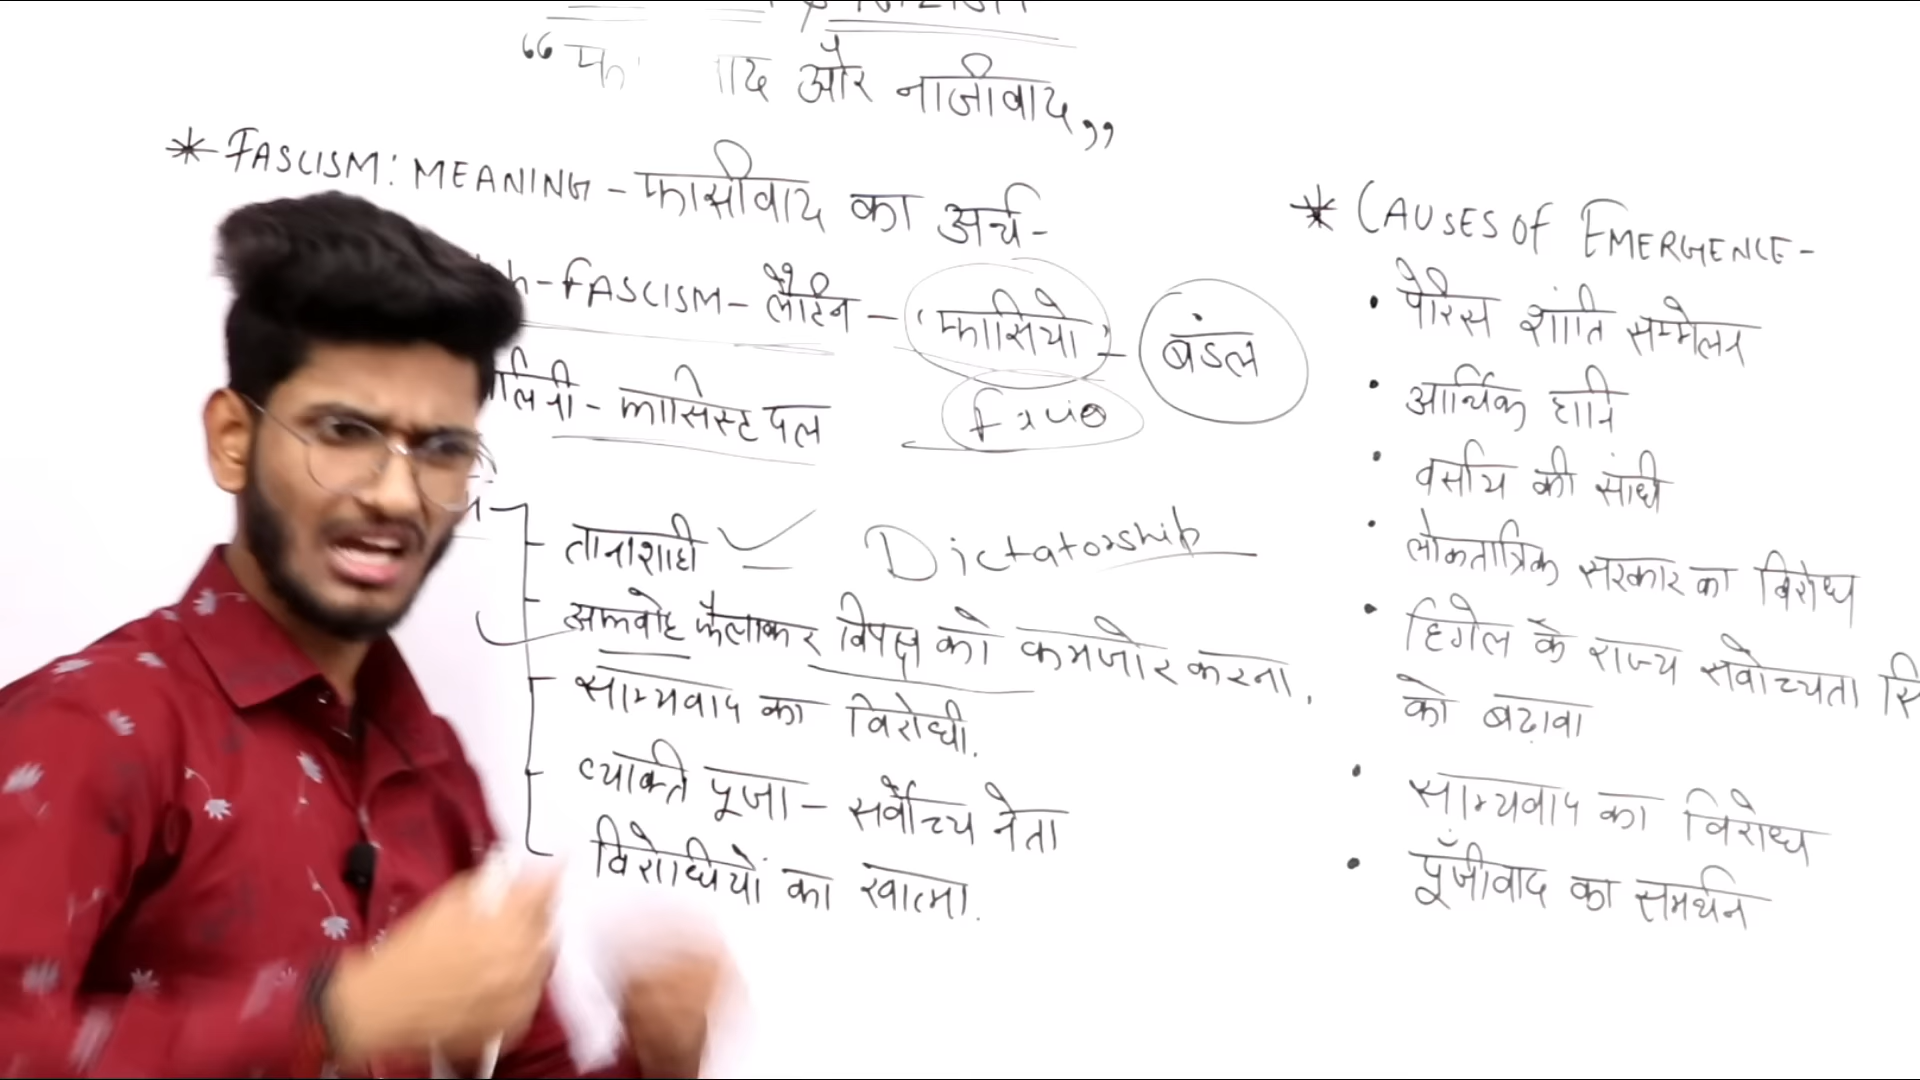 “ फा वाद और नाजीवाद ”
* FASCISM: MEANING - फासीवाद का अर्थ -
h - FASCISM - लैटिन - ‘फासियो’ - बंडल
लिनी - फासिस्ट दल
तानाशाही Dictatorship
अफवाह फैलाकर विपक्ष को कमजोर करना.
साम्यवाद का विरोधी.
व्यक्ति पूजा - सर्वोच्च नेता
विरोधियों का खात्मा.
* CAUSES OF EMERGENCE -
• पेरिस शांति सम्मेलन
• आर्थिक हानि
• वर्साय की संधी
• लोकतांत्रिक सरकार का विरोध
• हिगेल के राज्य सर्वोच्चता सि
को बढ़ावा
• साम्यवाद का विरोध
• पूँजीवाद का समर्थन